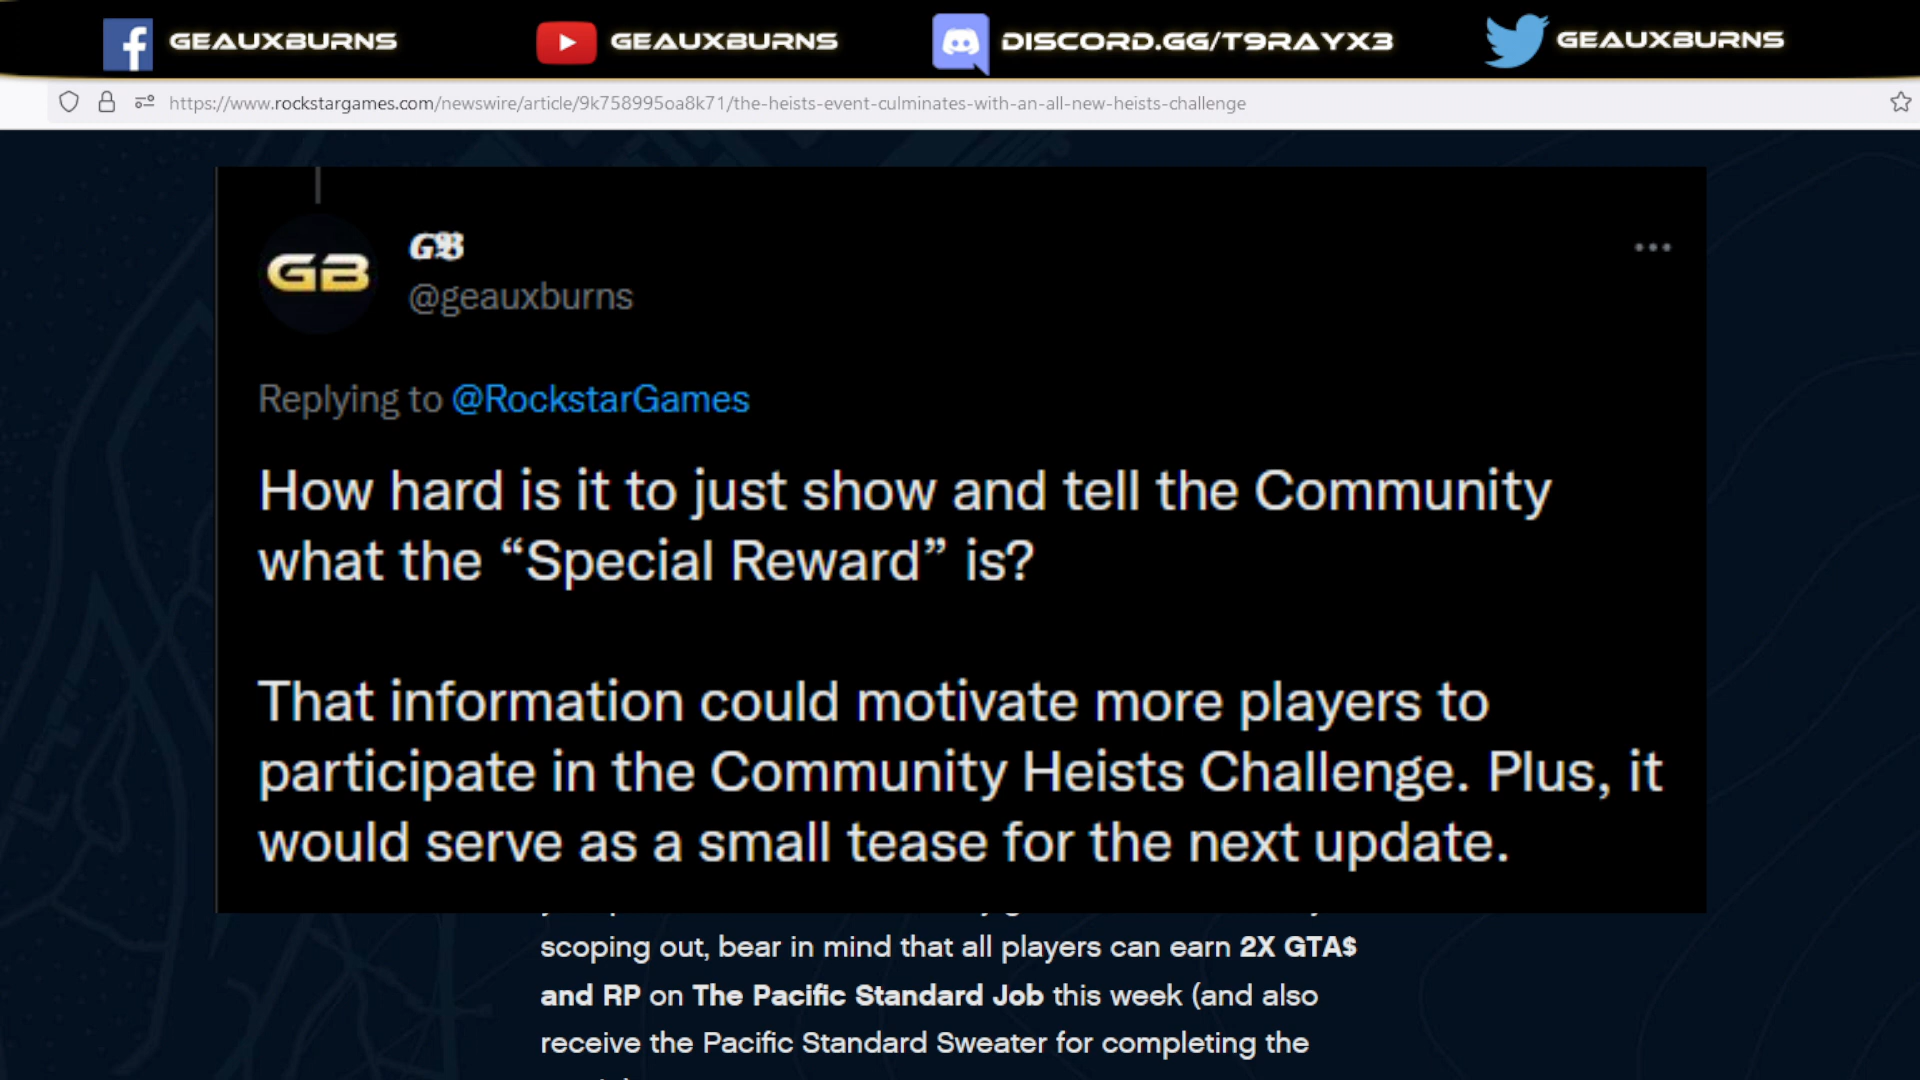 GEAUXBURNS GEAUXBURNS DISCORD.GG/T9RAYX3 GEAUXBURNS
https://www.rockstargames.com/newswire/article/9k758995oa8k71/the-heists-event-culminates-with-an-all-new-heists-challenge
GB
@geauxburns
Replying to @RockstarGames
How hard is it to just show and tell the Community
what the “Special Reward” is?
That information could motivate more players to
participate in the Community Heists Challenge. Plus, it
would serve as a small tease for the next update.
scoping out, bear in mind that all players can earn 2X GTA$
and RP on The Pacific Standard Job this week (and also
receive the Pacific Standard Sweater for completing the